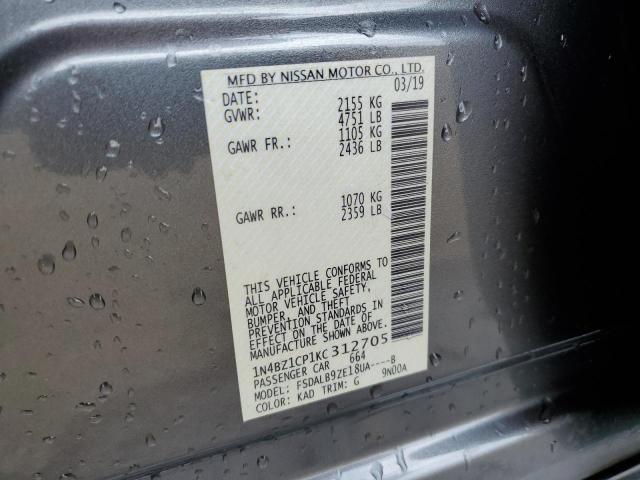 MFD BY NISSAN MOTOR CO., LTD.
DATE: 03/19
GVWR: 2155 KG
4751 LB
GAWR FR.: 1105 KG
2436 LB
GAWR RR.: 1070 KG
2359 LB
THIS VEHICLE CONFORMS TO
ALL APPLICABLE FEDERAL
MOTOR VEHICLE SAFETY,
BUMPER, AND THEFT
PREVENTION STANDARDS IN
EFFECT ON THE DATE OF
MANUFACTURE SHOWN ABOVE.
1N4BZ1CP1KC312705
PASSENGER CAR 664
MODEL: FSDALB9ZE18UA----B
COLOR: KAD TRIM: G 9N00A